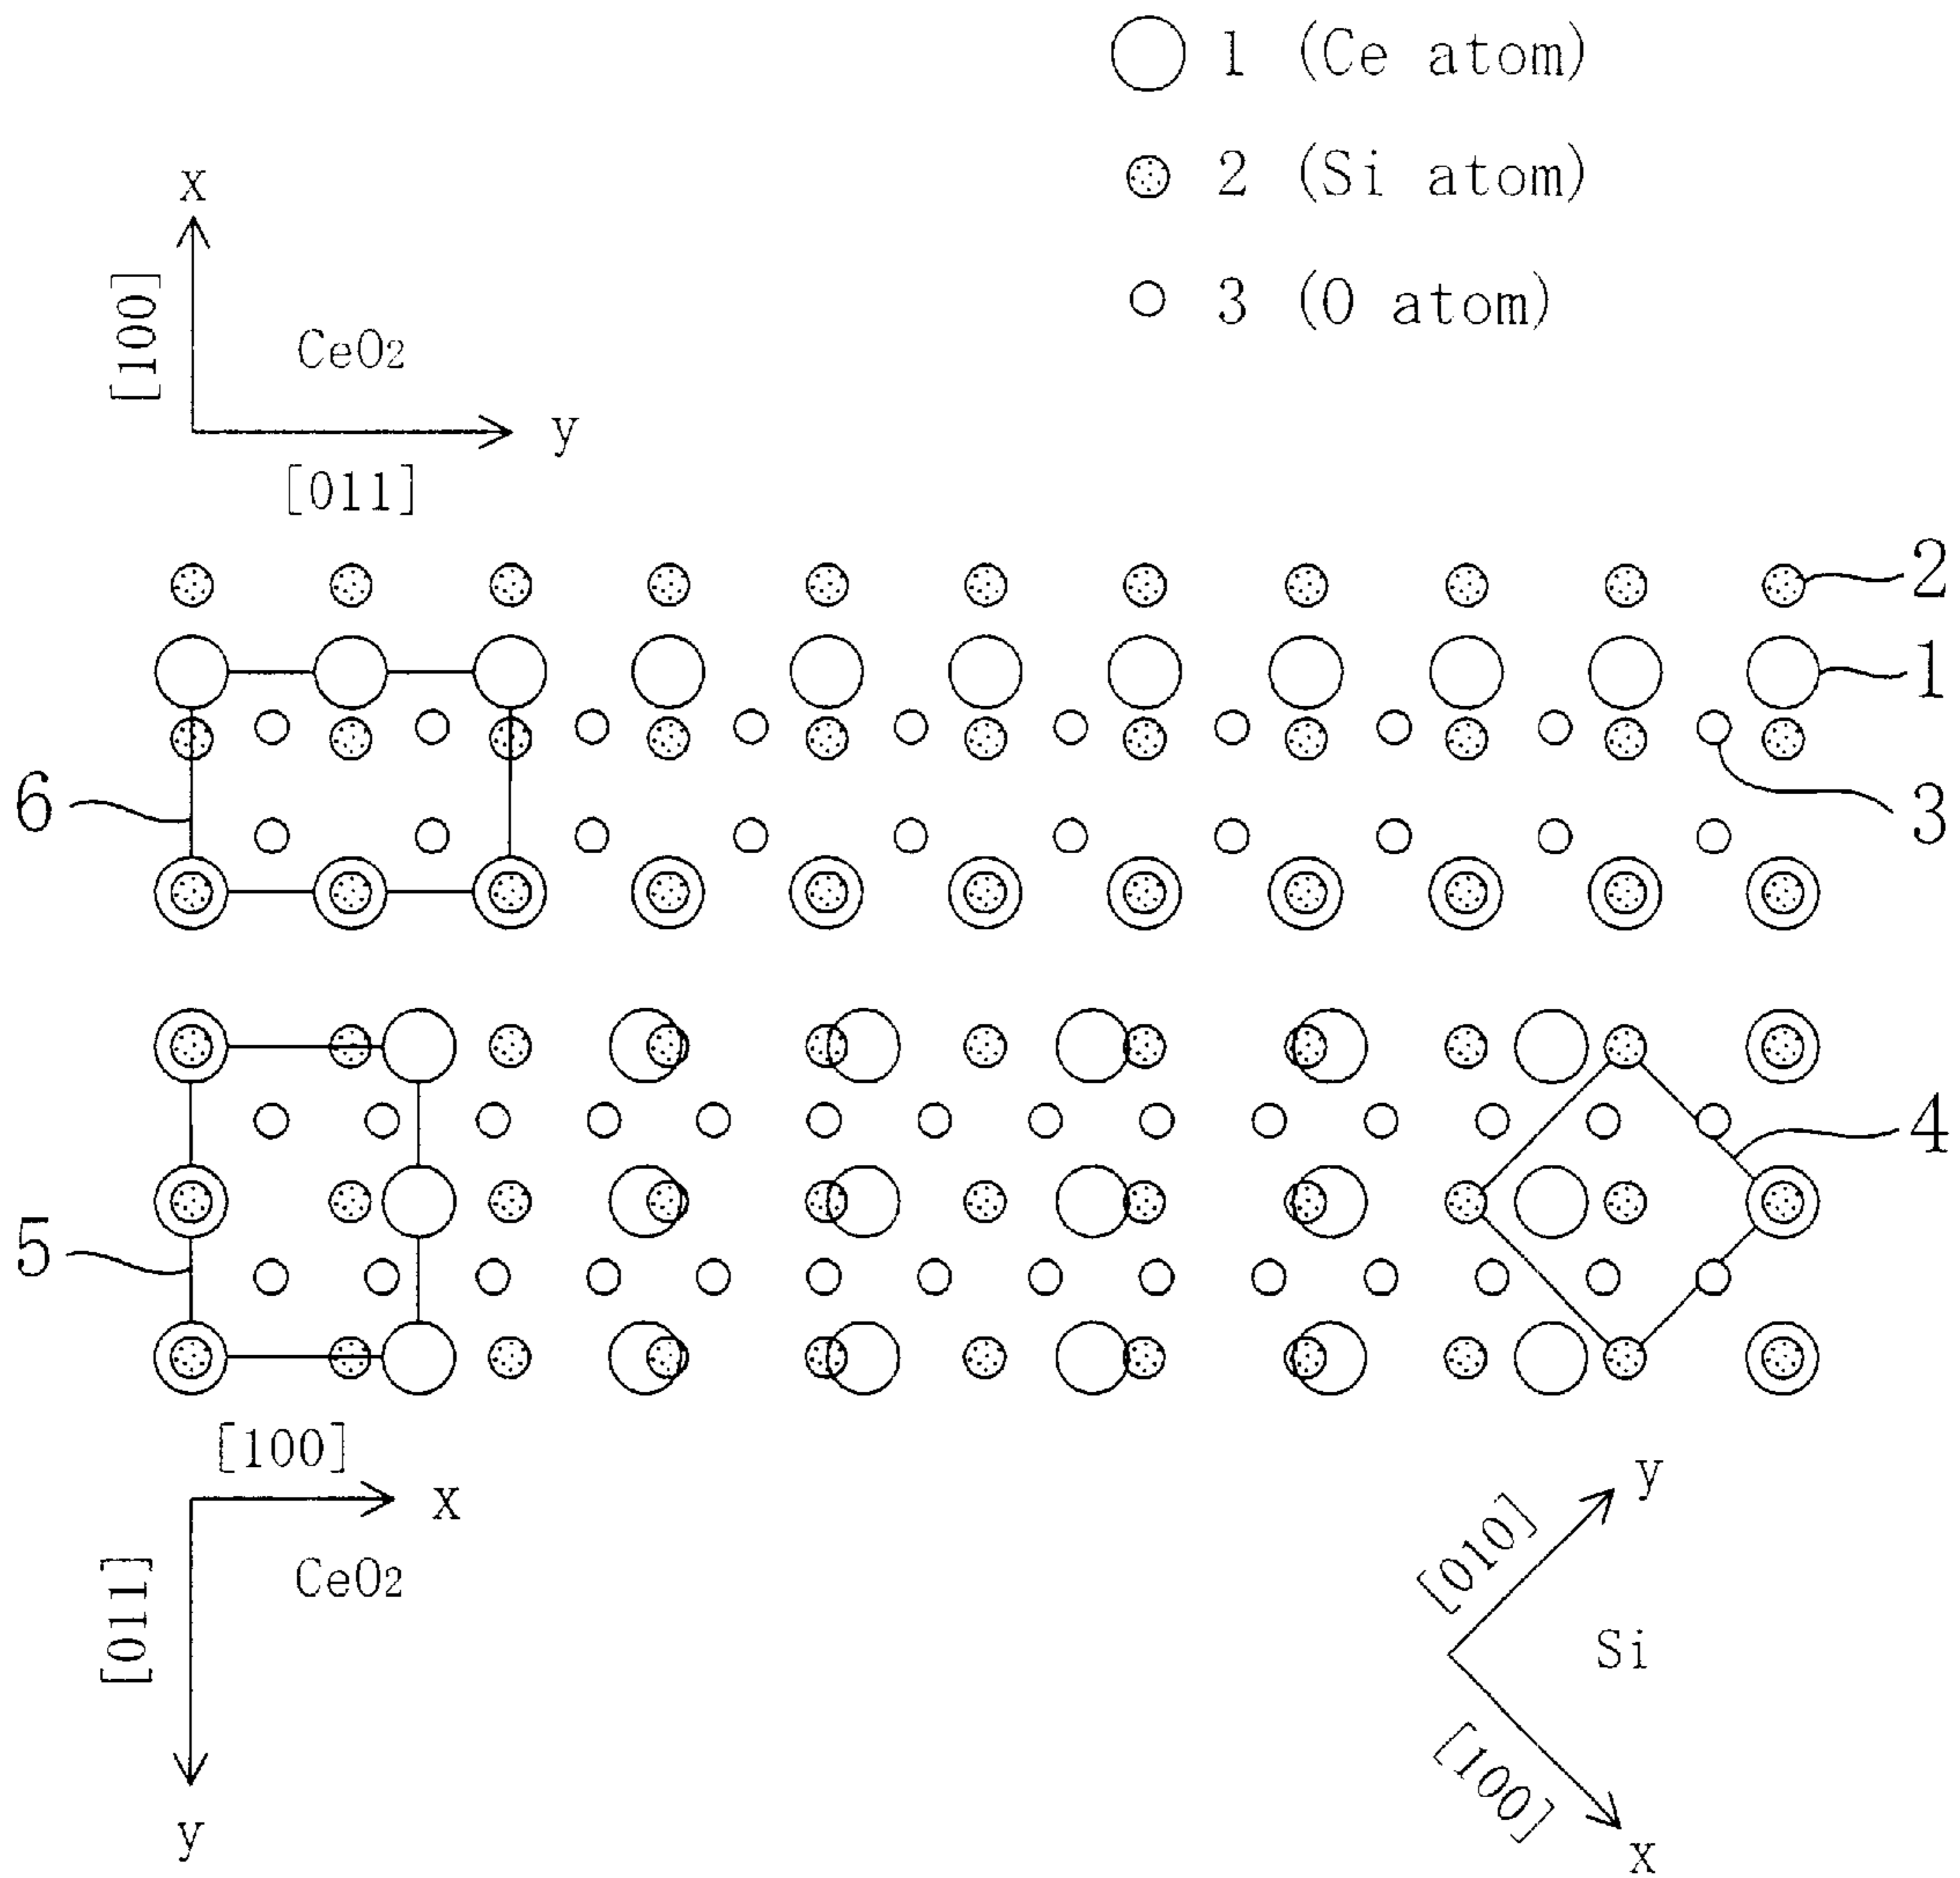 1 (Ce atom)
2 (Si atom)
3 (O atom)
x
[100]
CeO2
y
[011]
2
1
6
3
4
5
[100]
x
[011]
CeO2
y
y
[010]
Si
[100]
x